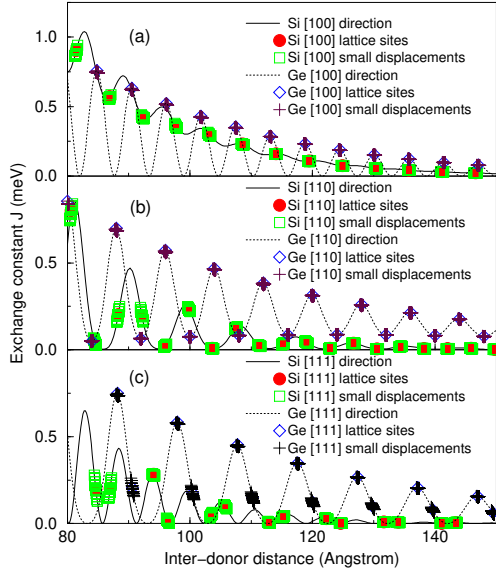 (a)
Si [100] direction
Si [100] lattice sites
Si [100] small displacements
Ge [100] direction
Ge [100] lattice sites
Ge [100] small displacements
1.0
0.5
0.0
(b)
Si [110] direction
Si [110] lattice sites
Si [110] small displacements
Ge [110] direction
Ge [110] lattice sites
Ge [110] small displacements
0.5
0.0
Exchange constant J (meV)
(c)
Si [111] direction
Si [111] lattice sites
Si [111] small displacements
Ge [111] direction
Ge [111] lattice sites
Ge [111] small displacements
0.5
0.0
80 100 120 140
Inter-donor distance (Angstrom)